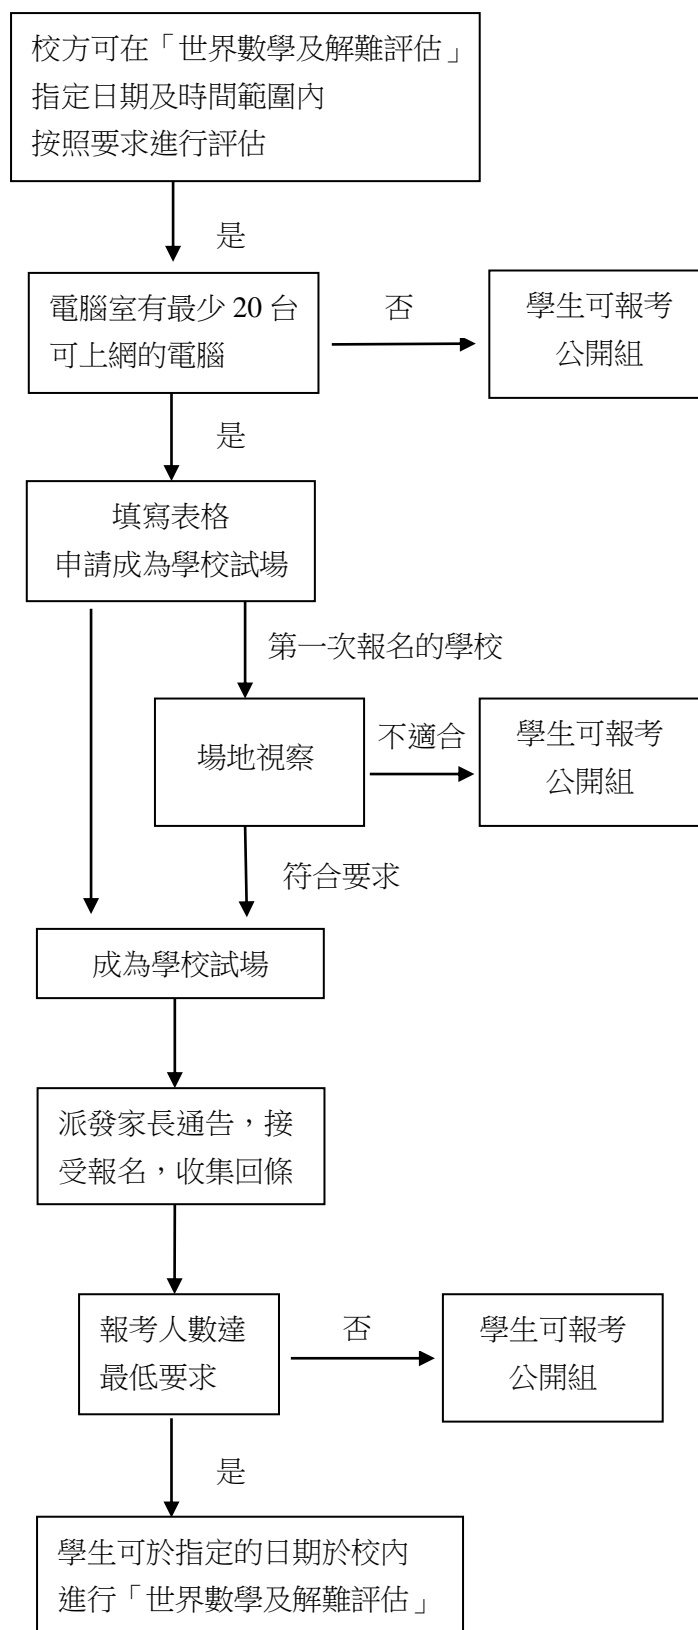 校方可在「世界數學及解難評估」
指定日期及時間範圍內
按照要求進行評估
是
電腦室有最少 20 台
可上網的電腦
否
學生可報考
公開組
是
填寫表格
申請成為學校試場
第一次報名的學校
場地視察
不適合
學生可報考
公開組
符合要求
成為學校試場
派發家長通告，接
受報名，收集回條
報考人數達
最低要求
否
學生可報考
公開組
是
學生可於指定的日期於校內
進行「世界數學及解難評估」